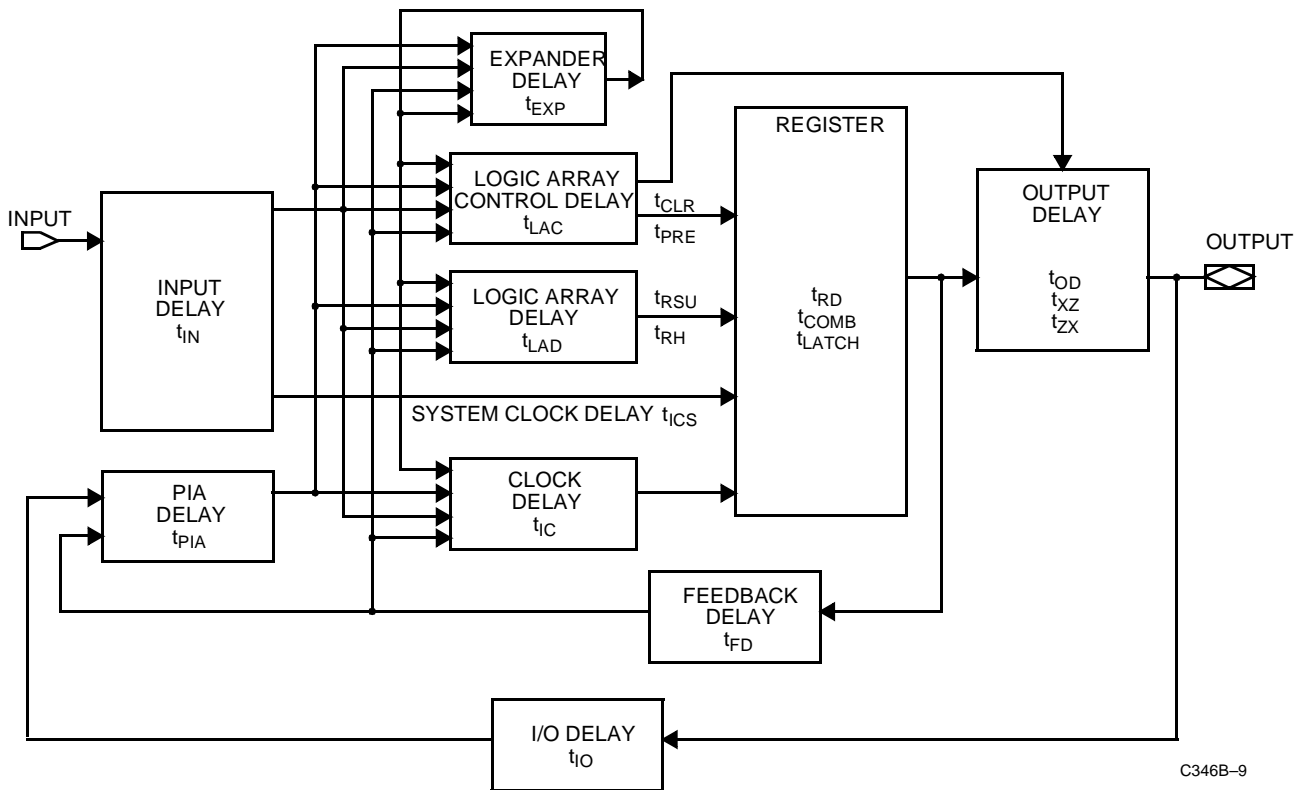 EXPANDER
DELAY
tEXP
REGISTER
LOGIC ARRAY
CONTROL DELAY
tLAC
tCLR
tPRE
OUTPUT
DELAY
tOD
tXZ
tZX
INPUT
OUTPUT
INPUT
DELAY
tIN
LOGIC ARRAY
DELAY
tLAD
tRSU
tRH
tRD
tCOMB
tLATCH
SYSTEM CLOCK DELAY tICS
PIA
DELAY
tPIA
CLOCK
DELAY
tIC
FEEDBACK
DELAY
tFD
I/O DELAY
tIO
C346B–9